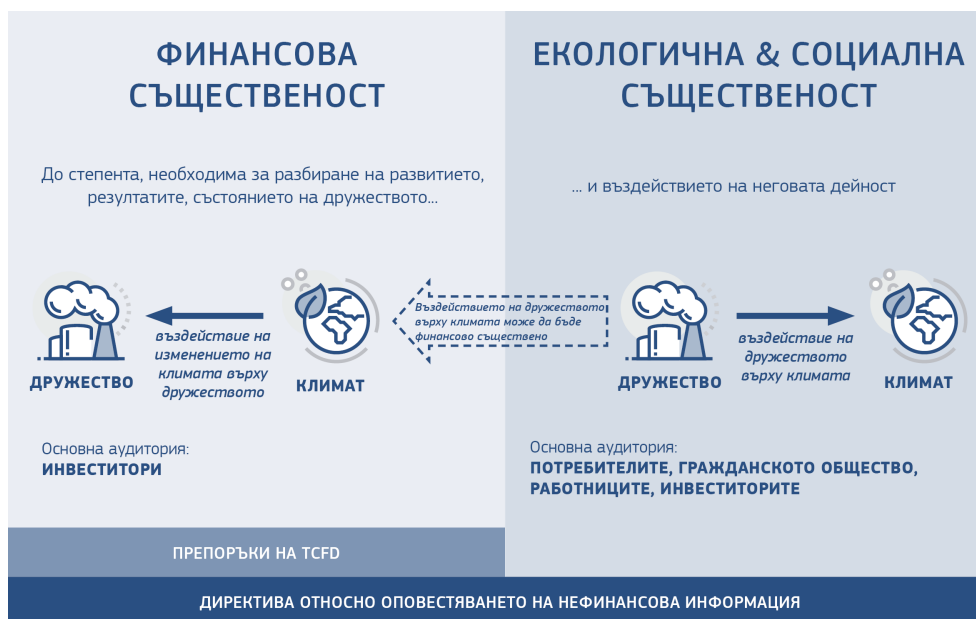 ФИНАНСОВА
СЪЩЕСТВЕНОСТ
До степента, необходима за разбиране на развитието,
резултатите, състоянието на дружеството...
въздействие на
изменението на
климата върху
дружеството
ДРУЖЕСТВО
КЛИМАТ
Основна аудитория:
ИНВЕСТИТОРИ
Въздействието на дружеството
върху климата може да бъде
финансово съществено
ЕКОЛОГИЧНА & СОЦИАЛНА
СЪЩЕСТВЕНОСТ
... и въздействието на неговата дейност
въздействие на
дружеството
върху климата
ДРУЖЕСТВО
КЛИМАТ
Основна аудитория:
ПОТРЕБИТЕЛИТЕ, ГРАЖДАНСКОТО ОБЩЕСТВО,
РАБОТНИЦИТЕ, ИНВЕСТИТОРИТЕ
ПРЕПОРЪКИ НА TCFD
ДИРЕКТИВА ОТНОСНО ОПОВЕСТЯВАНЕТО НА НЕФИНАНСОВА ИНФОРМАЦИЯ